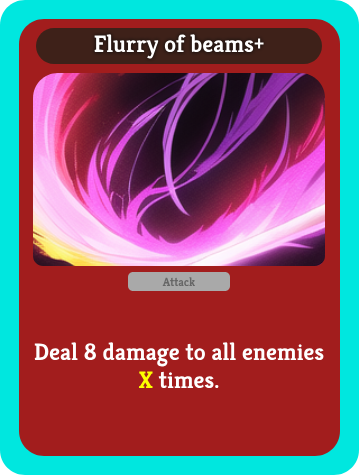 Flurry of beams+
Attack
Deal 8 damage to all enemies
X times.